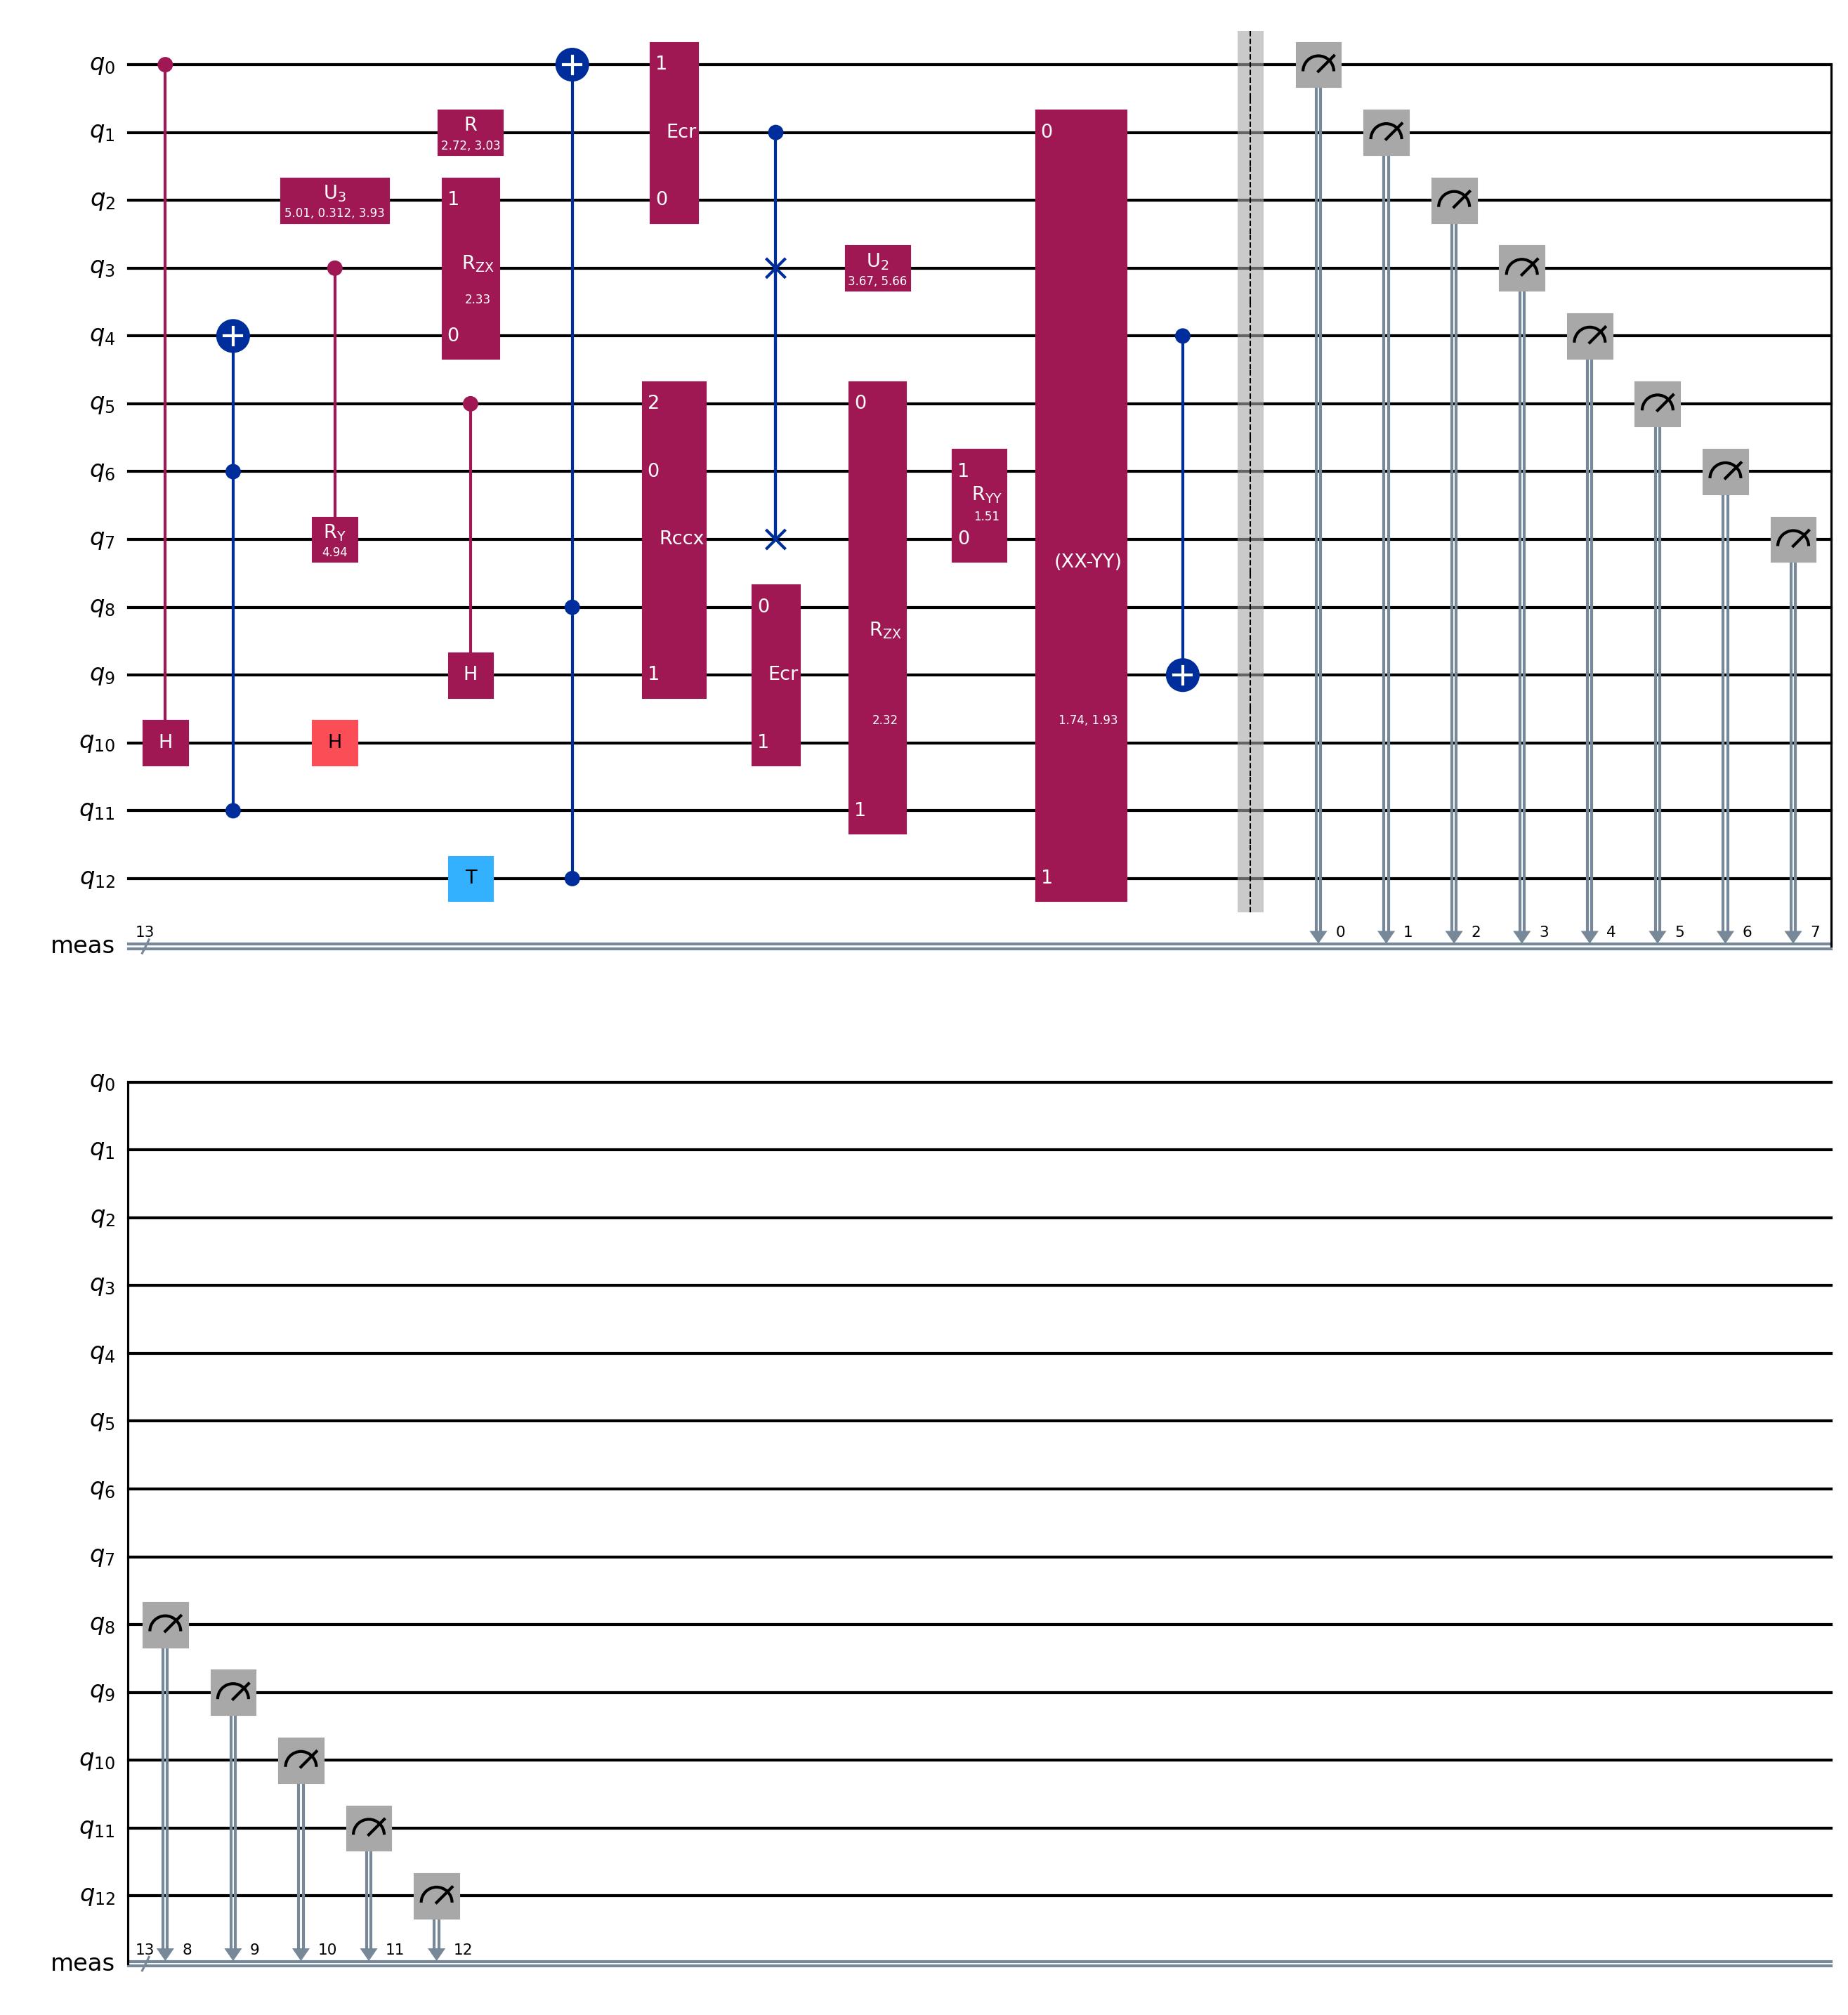 q0 1
q1 R 2.72, 3.03 Ecr 0
q2 U3 5.01, 0.312, 3.93 1 0
q3 RZX 2.33 U2 3.67, 5.66
q4 0
q5 2 0
q6 0 1 RYY 1.51
q7 RY 4.94 Rccx 0 (XX-YY)
q8 0 RZX
q9 H 1 Ecr
q10 H H 1 2.32 1.74, 1.93
q11 1
q12 T 1
meas 13 0 1 2 3 4 5 6 7
q0
q1
q2
q3
q4
q5
q6
q7
q8
q9
q10
q11
q12
meas 13 8 9 10 11 12